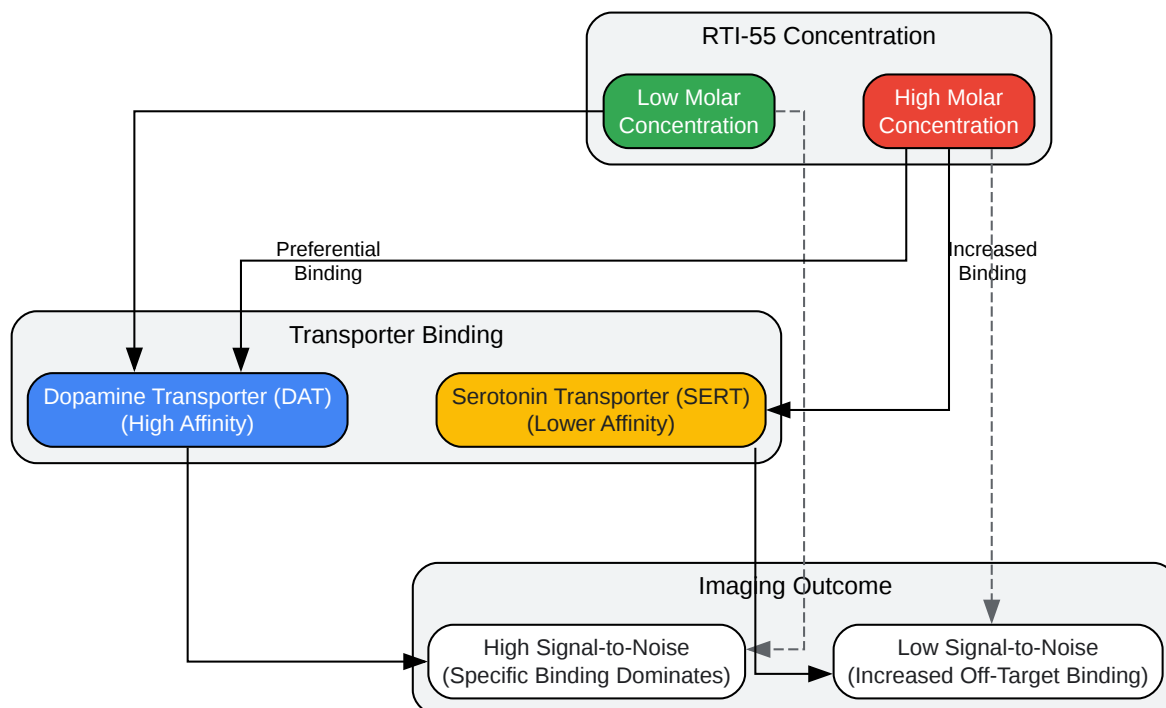 RTI-55 Concentration
Low Molar
Concentration
High Molar
Concentration
Preferential
Binding
Increased
Binding
Transporter Binding
Dopamine Transporter (DAT)
(High Affinity)
Serotonin Transporter (SERT)
(Lower Affinity)
Imaging Outcome
High Signal-to-Noise
(Specific Binding Dominates)
Low Signal-to-Noise
(Increased Off-Target Binding)